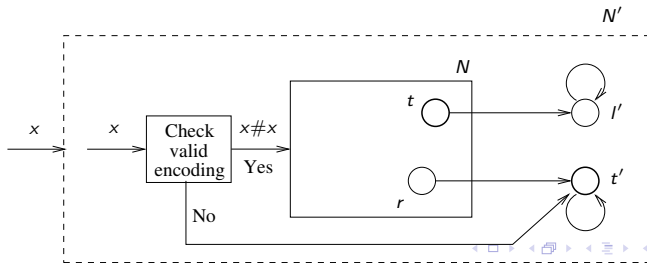 N′
N
x
x
Check
valid
encoding
x#x
Yes
No
t
r
l′
t′